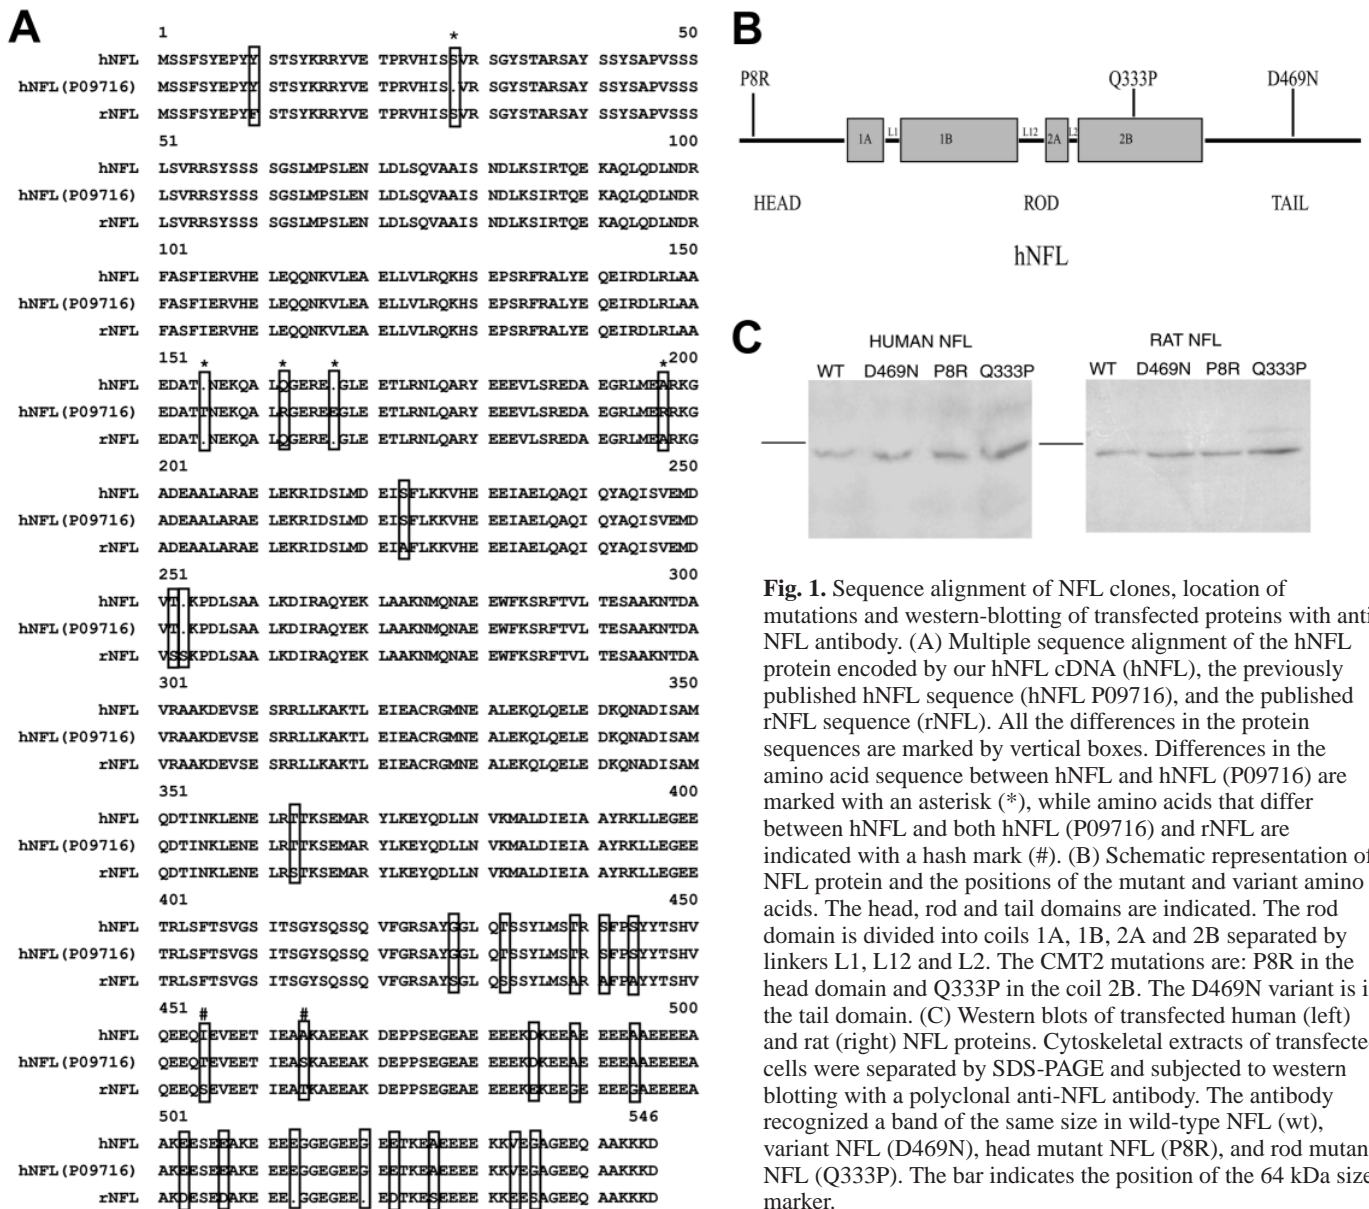 A
1 50
*
hNFL MSSFSYEPYY STSYKRRYVE TPRVHISSVR SGYSTARSAY SSYSAPVSSS
hNFL(P09716) MSSFSYEPYY STSYKRRYVE TPRVHIS.VR SGYSTARSAY SSYSAPVSSS
rNFL MSSFSYEPYF STSYKRRYVE TPRVHISSVR SGYSTARSAY SSYSAPVSSS
51 100
hNFL LSVRRSYSSS SGSLMPSLEN LDLSQVAAIS NDLKSIRTQE KAQLQDLNDR
hNFL(P09716) LSVRRSYSSS SGSLMPSLEN LDLSQVAAIS NDLKSIRTQE KAQLQDLNDR
rNFL LSVRRSYSSS SGSLMPSLEN LDLSQVAAIS NDLKSIRTQE KAQLQDLNDR
101 150
hNFL FASFIERVHE LEQQNKVLEA ELLVLRQKHS EPSRFRALYE QEIRDLRLAA
hNFL(P09716) FASFIERVHE LEQQNKVLEA ELLVLRQKHS EPSRFRALYE QEIRDLRLAA
rNFL FASFIERVHE LEQQNKVLEA ELLVLRQKHS EPSRFRALYE QEIRDLRLAA
151 200
* * * *
hNFL EDAT.NEKQA LQGERE.GLE ETLRNLQARY EEEVLSREDA EGRLMEARKG
hNFL(P09716) EDATTNEKQA LRGEREEGLE ETLRNLQARY EEEVLSREDA EGRLMERRKG
rNFL EDAT.NEKQA LQGERE.GLE ETLRNLQARY EEEVLSREDA EGRLMEARKG
201 250
hNFL ADEAALARAE LEKRIDSLMD EISFLKKVHE EEIAELQAQI QYAQISVEMD
hNFL(P09716) ADEAALARAE LEKRIDSLMD EISFLKKVHE EEIAELQAQI QYAQISVEMD
rNFL ADEAALARAE LEKRIDSLMD EIAFLKKVHE EEIAELQAQI QYAQISVEMD
251 300
hNFL VT.KPDLSAA LKDIRAQYEK LAAKNMQNAE EWFKSRFTVL TESAAKNTDA
hNFL(P09716) VT.KPDLSAA LKDIRAQYEK LAAKNMQNAE EWFKSRFTVL TESAAKNTDA
rNFL VSSKPDLSAA LKDIRAQYEK LAAKNMQNAE EWFKSRFTVL TESAAKNTDA
301 350
hNFL VRAAKDEVSE SRRLLKAKTL EIEACRGMNE ALEKQLQELE DKQNADISAM
hNFL(P09716) VRAAKDEVSE SRRLLKAKTL EIEACRGMNE ALEKQLQELE DKQNADISAM
rNFL VRAAKDEVSE SRRLLKAKTL EIEACRGMNE ALEKQLQELE DKQNADISAM
351 400
hNFL QDTINKLENE LRTTKSEMAR YLKEYQDLLN VKMALDIEIA AYRKLLEGEE
hNFL(P09716) QDTINKLENE LRTTKSEMAR YLKEYQDLLN VKMALDIEIA AYRKLLEGEE
rNFL QDTINKLENE LRSTKSEMAR YLKEYQDLLN VKMALDIEIA AYRKLLEGEE
401 450
hNFL TRLSFTSVGS ITSGYSQSSQ VFGRSAYGGL QTSSYLMSTR SFPSYYTSHV
hNFL(P09716) TRLSFTSVGS ITSGYSQSSQ VFGRSAYGGL QTSSYLMSTR SFPSYYTSHV
rNFL TRLSFTSVGS ITSGYSQSSQ VFGRSAYSGL QSSSYLMSAR AFPAYYTSHV
451 500
# #
hNFL QEEQIEVEET IEAAKAEEAK DEPPSEGEAE EEEKDKEEAE EEEAAEEEEA
hNFL(P09716) QEEQTEVEET IEASKAEEAK DEPPSEGEAE EEEKDKEEAE EEEAAEEEEA
rNFL QEEQSEVEET IEATKAEEAK DEPPSEGEAE EEEKEKEEGE EEEGAEEEEA
501 546
hNFL AKEESEEAKE EEEGGEGEEG EETKEAEEEE KKVEGAGEEQ AAKKKD
hNFL(P09716) AKEESEEAKE EEEGGEGEEG EETKEAEEEE KKVEGAGEEQ AAKKKD
rNFL AKDESEDAKE EE.GGEGEE. EDTKESEEEE KKEESAGEEQ AAKKKD
B
P8R Q333P D469N
1A L1 1B L12 2A L2 2B
HEAD ROD TAIL
hNFL
C
HUMAN NFL RAT NFL
WT D469N P8R Q333P WT D469N P8R Q333P
Fig. 1. Sequence alignment of NFL clones, location of
mutations and western-blotting of transfected proteins with anti
NFL antibody. (A) Multiple sequence alignment of the hNFL
protein encoded by our hNFL cDNA (hNFL), the previously
published hNFL sequence (hNFL P09716), and the published
rNFL sequence (rNFL). All the differences in the protein
sequences are marked by vertical boxes. Differences in the
amino acid sequence between hNFL and hNFL (P09716) are
marked with an asterisk (*), while amino acids that differ
between hNFL and both hNFL (P09716) and rNFL are
indicated with a hash mark (#). (B) Schematic representation of
NFL protein and the positions of the mutant and variant amino
acids. The head, rod and tail domains are indicated. The rod
domain is divided into coils 1A, 1B, 2A and 2B separated by
linkers L1, L12 and L2. The CMT2 mutations are: P8R in the
head domain and Q333P in the coil 2B. The D469N variant is i
the tail domain. (C) Western blots of transfected human (left)
and rat (right) NFL proteins. Cytoskeletal extracts of transfecte
cells were separated by SDS-PAGE and subjected to western
blotting with a polyclonal anti-NFL antibody. The antibody
recognized a band of the same size in wild-type NFL (wt),
variant NFL (D469N), head mutant NFL (P8R), and rod mutan
NFL (Q333P). The bar indicates the position of the 64 kDa size
marker.